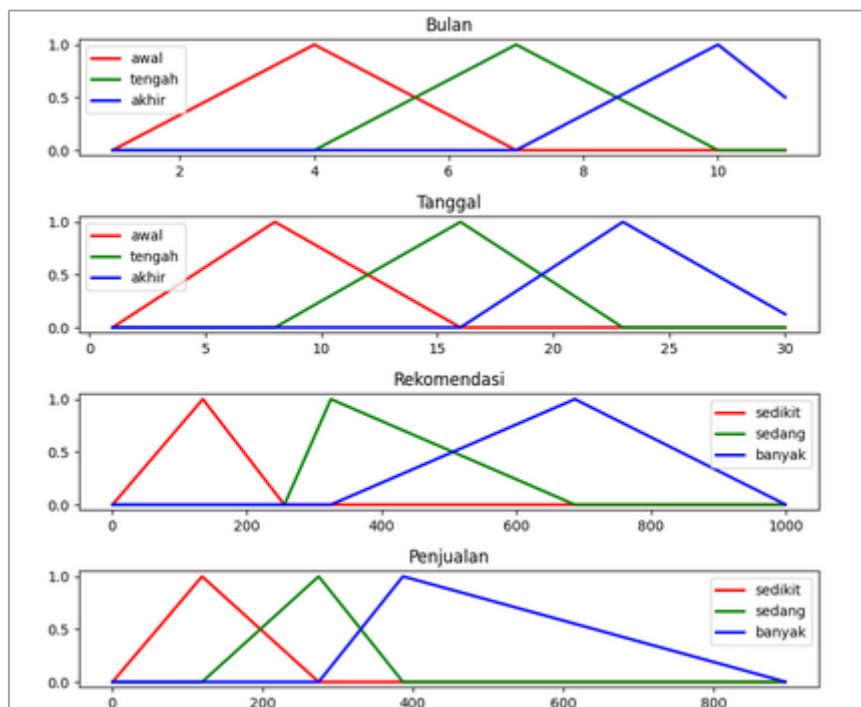 Bulan
1.0
0.5
0.0
awal
tengah
akhir
2 4 6 8 10
Tanggal
1.0
0.5
0.0
awal
tengah
akhir
0 5 10 15 20 25 30
Rekomendasi
1.0
0.5
0.0
sedikit
sedang
banyak
0 200 400 600 800 1000
Penjualan
1.0
0.5
0.0
sedikit
sedang
banyak
0 200 400 600 800